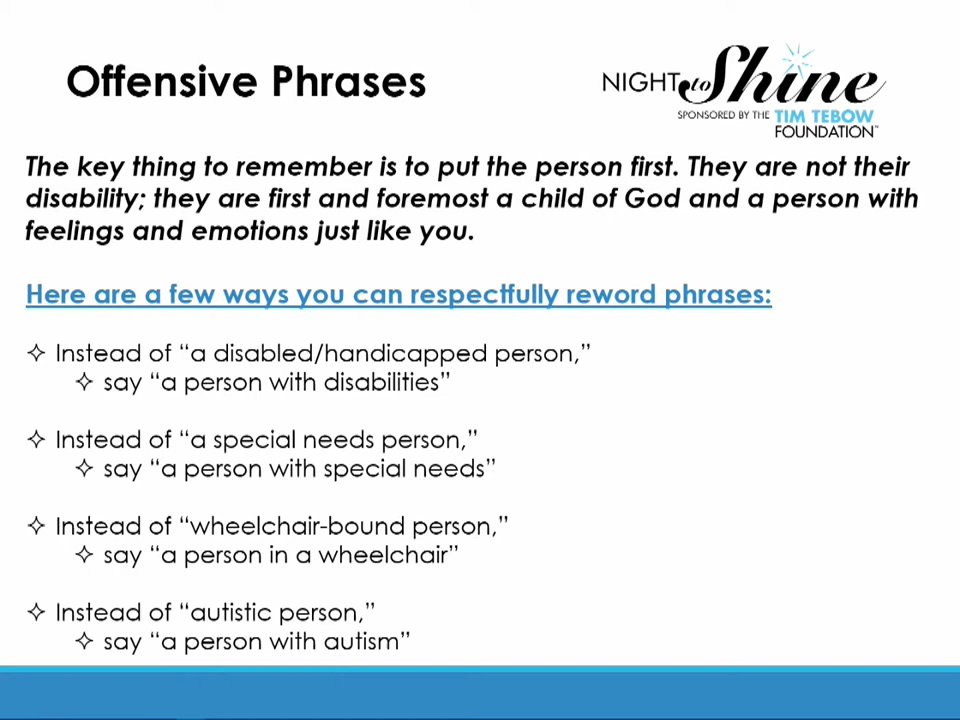 Offensive Phrases
NIGHT to Shine
SPONSORED BY THE TIM TEBOW
FOUNDATION™
The key thing to remember is to put the person first. They are not their
disability; they are first and foremost a child of God and a person with
feelings and emotions just like you.
Here are a few ways you can respectfully reword phrases:
✧ Instead of “a disabled/handicapped person,”
✧ say “a person with disabilities”
✧ Instead of “a special needs person,”
✧ say “a person with special needs”
✧ Instead of “wheelchair-bound person,”
✧ say “a person in a wheelchair”
✧ Instead of “autistic person,”
✧ say “a person with autism”